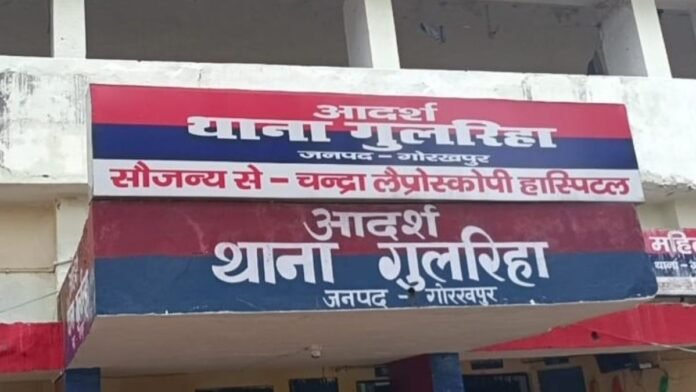 आदर्श
थाना गुलरिहा
जनपद – गोरखपुर
सौजन्य से – चन्द्रा लैप्रोस्कोपी हास्पिटल
आदर्श
थाना गुलरिहा
जनपद – गोरखपुर